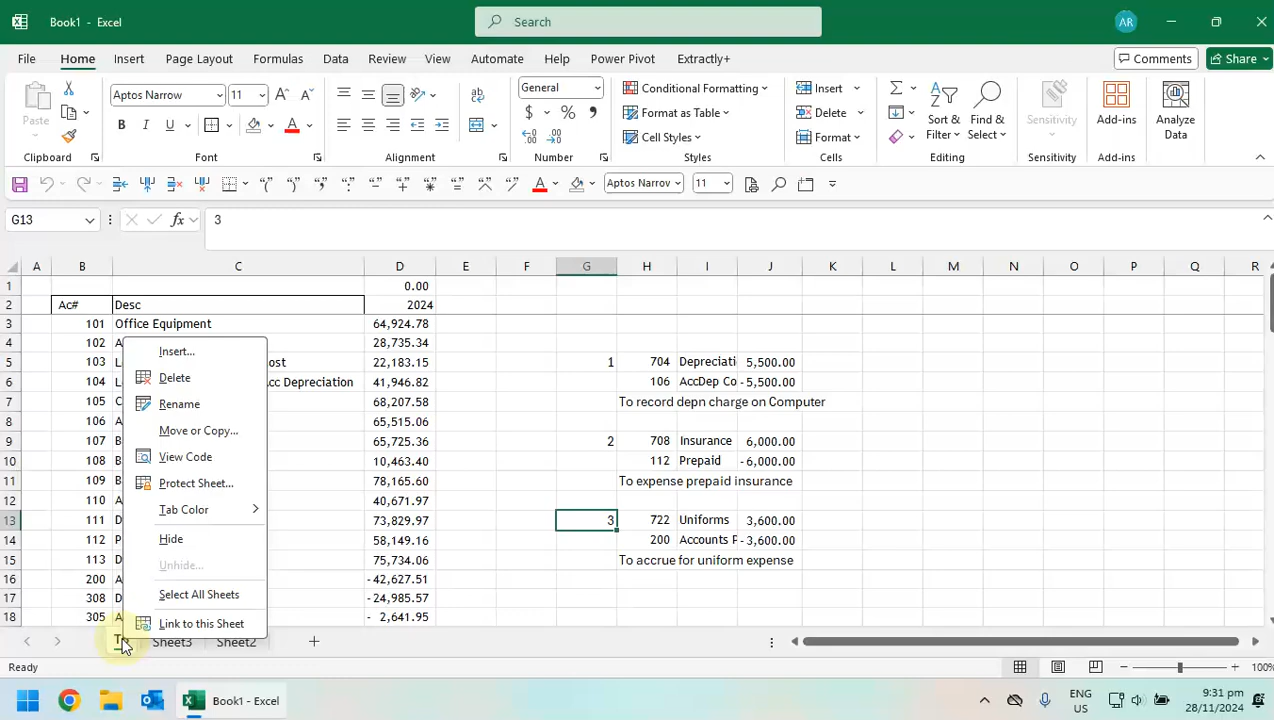 Book1 - Excel
Search
AR
File Home Insert Page Layout Formulas Data Review View Automate Help Power Pivot Extractly+
Comments Share
Paste
Clipboard
Aptos Narrow 11
B I U A
Font
Alignment
General
$ % ,
Number
Conditional Formatting
Format as Table
Cell Styles
Styles
Insert
Delete
Format
Cells
Sort & Filter
Find & Select
Editing
Sensitivity
Sensitivity
Add-ins
Add-ins
Analyze Data
Aptos Narrov 11
G13 fx 3
A B C D E F G H I J K L M N O P Q R
1 0.00
2 Ac# Desc 2024
3 101 Office Equipment 64,924.78
4 102 A 28,735.34
5 103 L ost 22,183.15 1 704 Depreciati 5,500.00
6 104 L cc Depreciation 41,946.82 106 AccDep Co - 5,500.00
7 105 C 68,207.58 To record depn charge on Computer
8 106 A 65,515.06
9 107 B 65,725.36 2 708 Insurance 6,000.00
10 108 B 10,463.40 112 Prepaid - 6,000.00
11 109 B 78,165.60 To expense prepaid insurance
12 110 A 40,671.97
13 111 D 73,829.97 3 722 Uniforms 3,600.00
14 112 P 58,149.16 200 Accounts P - 3,600.00
15 113 D 75,734.06 To accrue for uniform expense
16 200 A - 42,627.51
17 308 D - 24,985.57
18 305 A - 2,641.95
Insert...
Delete
Rename
Move or Copy...
View Code
Protect Sheet...
Tab Color
Hide
Unhide...
Select All Sheets
Link to this Sheet
Sheet3 Sheet2
Ready
100%
Book1 - Excel
ENG
US
9:31 pm
28/11/2024